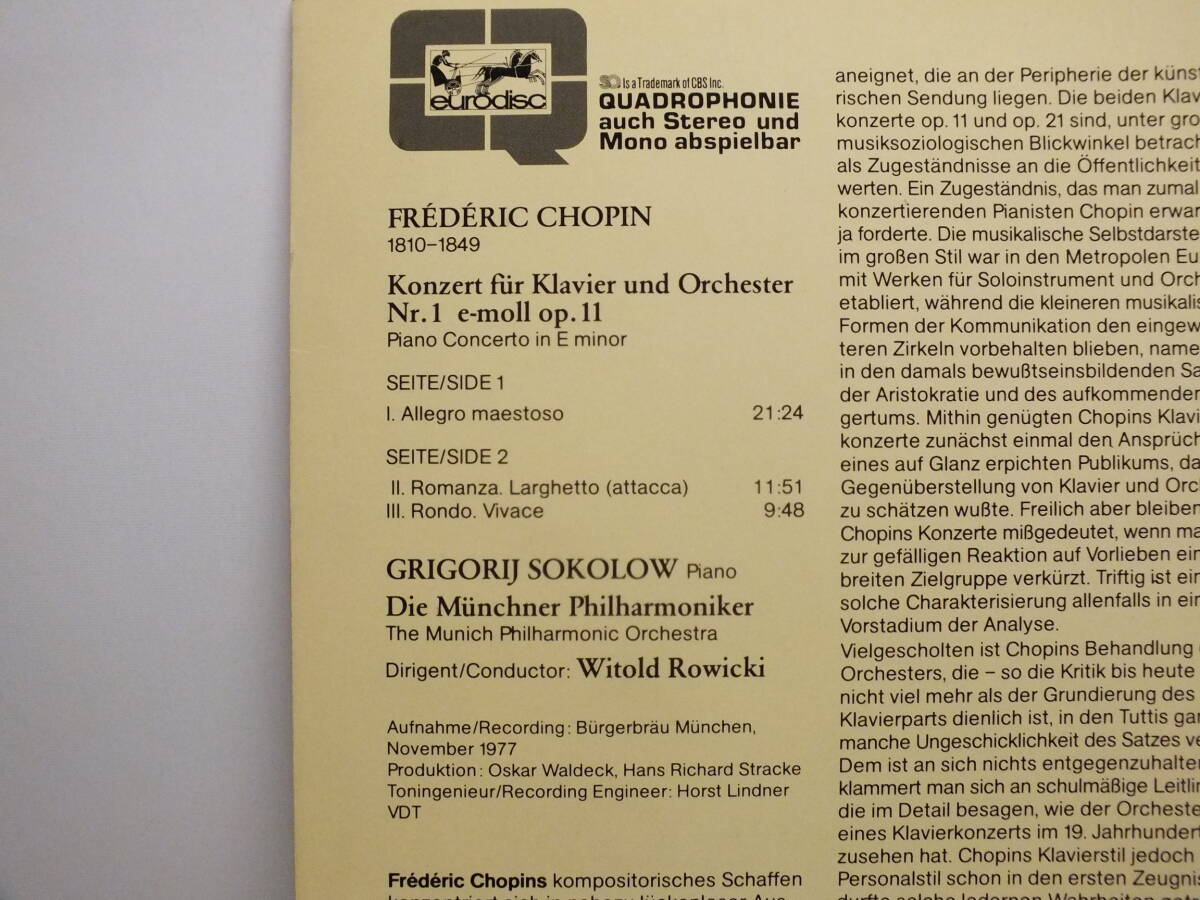 eurodisc
SQ Is a Trademark of CBS Inc.
QUADROPHONIE
auch Stereo und
Mono abspielbar
FRÉDÉRIC CHOPIN
1810–1849
Konzert für Klavier und Orchester
Nr. 1 e-moll op. 11
Piano Concerto in E minor
SEITE/SIDE 1
I. Allegro maestoso 21:24
SEITE/SIDE 2
II. Romanza. Larghetto (attacca) 11:51
III. Rondo. Vivace 9:48
GRIGORIJ SOKOLOW Piano
Die Münchner Philharmoniker
The Munich Philharmonic Orchestra
Dirigent/Conductor: Witold Rowicki
Aufnahme/Recording: Bürgerbräu München,
November 1977
Produktion: Oskar Waldeck, Hans Richard Stracke
Toningenieur/Recording Engineer: Horst Lindner
VDT
Frédéric Chopins kompositorisches Schaffen
konzentriert sich in nahezu lückenloser Aus-
aneignet, die an der Peripherie der künst
rischen Sendung liegen. Die beiden Klav
konzerte op. 11 und op. 21 sind, unter gro
musiksoziologischen Blickwinkel betrach
als Zugeständnisse an die Öffentlichkeit
werten. Ein Zugeständnis, das man zumal
konzertierenden Pianisten Chopin erwar
ja forderte. Die musikalische Selbstdarste
im großen Stil war in den Metropolen Eu
mit Werken für Soloinstrument und Orch
etabliert, während die kleineren musikalis
Formen der Kommunikation den eingew
teren Zirkeln vorbehalten blieben, name
in den damals bewußtseinsbildenden Sa
der Aristokratie und des aufkommender
gertums. Mithin genügten Chopins Klavi
konzerte zunächst einmal den Ansprüch
eines auf Glanz erpichten Publikums, da
Gegenüberstellung von Klavier und Orc
zu schätzen wußte. Freilich aber bleiben
Chopins Konzerte mißgedeutet, wenn ma
zur gefälligen Reaktion auf Vorlieben ein
breiten Zielgruppe verkürzt. Triftig ist ein
solche Charakterisierung allenfalls in ein
Vorstadium der Analyse.
Vielgescholten ist Chopins Behandlung
Orchesters, die – so die Kritik bis heute
nicht viel mehr als der Grundierung des
Klavierparts dienlich ist, in den Tuttis gar
manche Ungeschicklichkeit des Satzes ve
Dem ist an sich nichts entgegenzuhalten
klammert man sich an schulmäßige Leitlin
die im Detail besagen, wie der Orcheste
eines Klavierkonzerts im 19. Jahrhundert
zusehen hat. Chopins Klavierstil jedoch
Personalstil schon in den ersten Zeugnis
durfte solche ledernen Wahrheiten